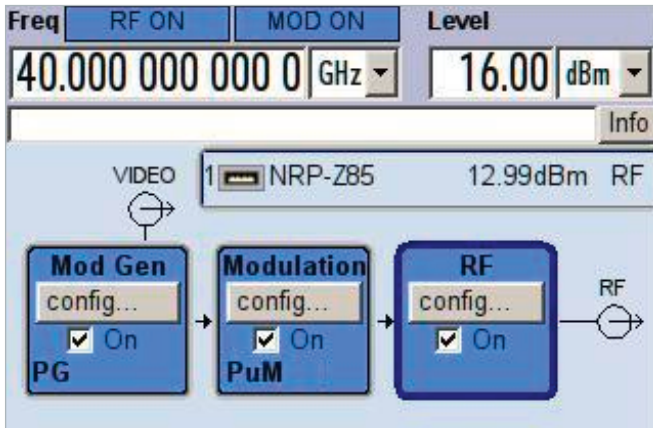 Freq RF ON MOD ON Level
40.000 000 000 0 GHz 16.00 dBm
Info
VIDEO 1 NRP-Z85 12.99dBm RF
Mod Gen Modulation RF
config... config... config... RF
On On On
PG PuM